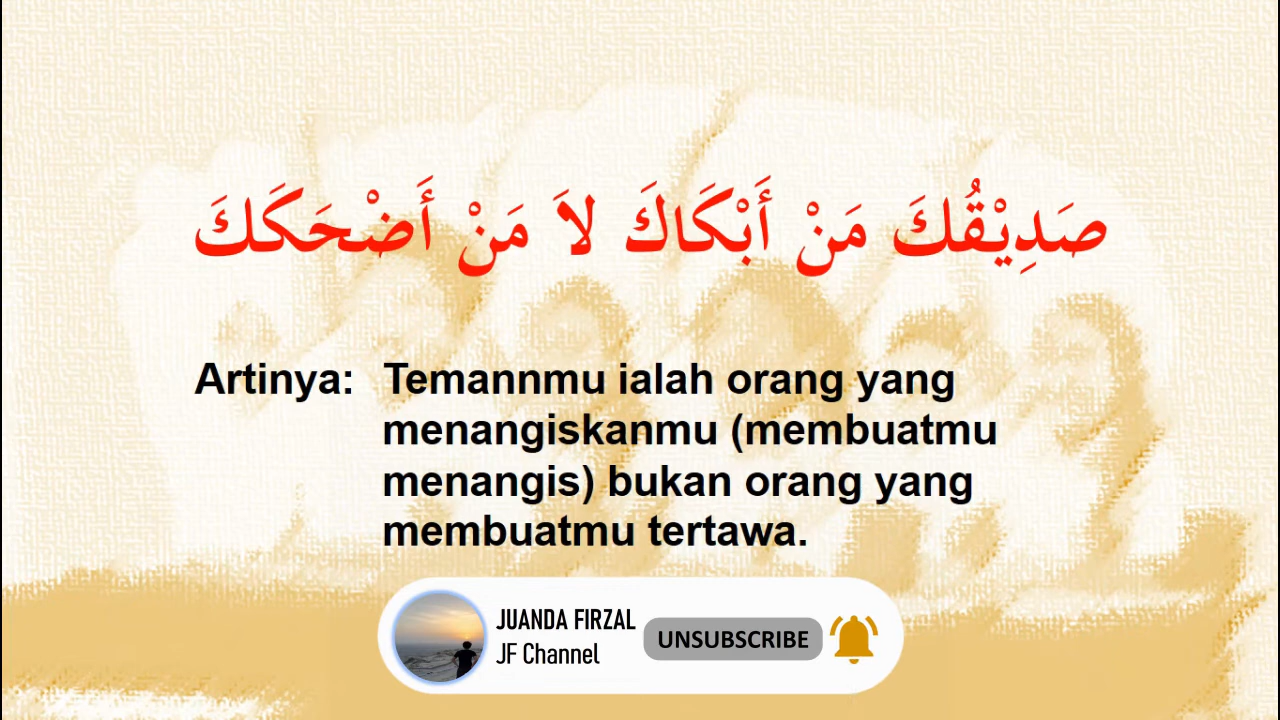 صَدِيْقُكَ مَنْ أَبْكَاكَ لاَ مَنْ أَضْحَكَكَ
Artinya: Temannmu ialah orang yang
menangiskanmu (membuatmu
menangis) bukan orang yang
membuatmu tertawa.
JUANDA FIRZAL
JF Channel
UNSUBSCRIBE